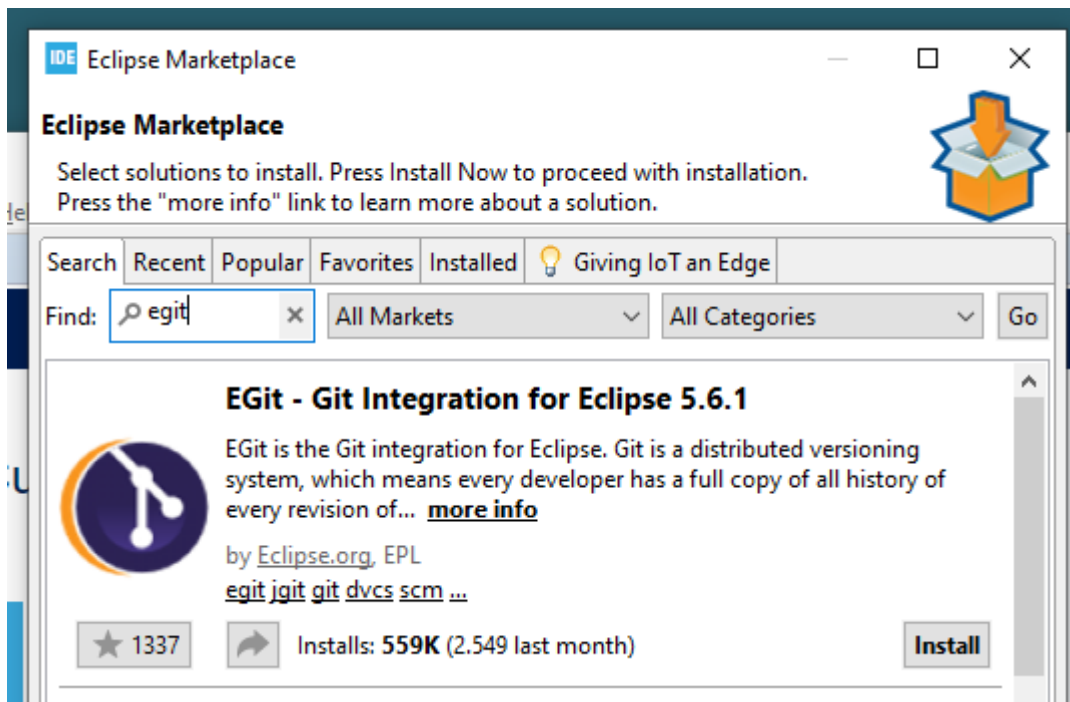 IDE Eclipse Marketplace
Eclipse Marketplace
Select solutions to install. Press Install Now to proceed with installation.
Press the "more info" link to learn more about a solution.
Search Recent Popular Favorites Installed Giving IoT an Edge
Find: egit All Markets All Categories Go
EGit - Git Integration for Eclipse 5.6.1
EGit is the Git integration for Eclipse. Git is a distributed versioning
system, which means every developer has a full copy of all history of
every revision of... more info
by Eclipse.org, EPL
egit jgit git dvcs scm ...
1337 Installs: 559K (2.549 last month) Install